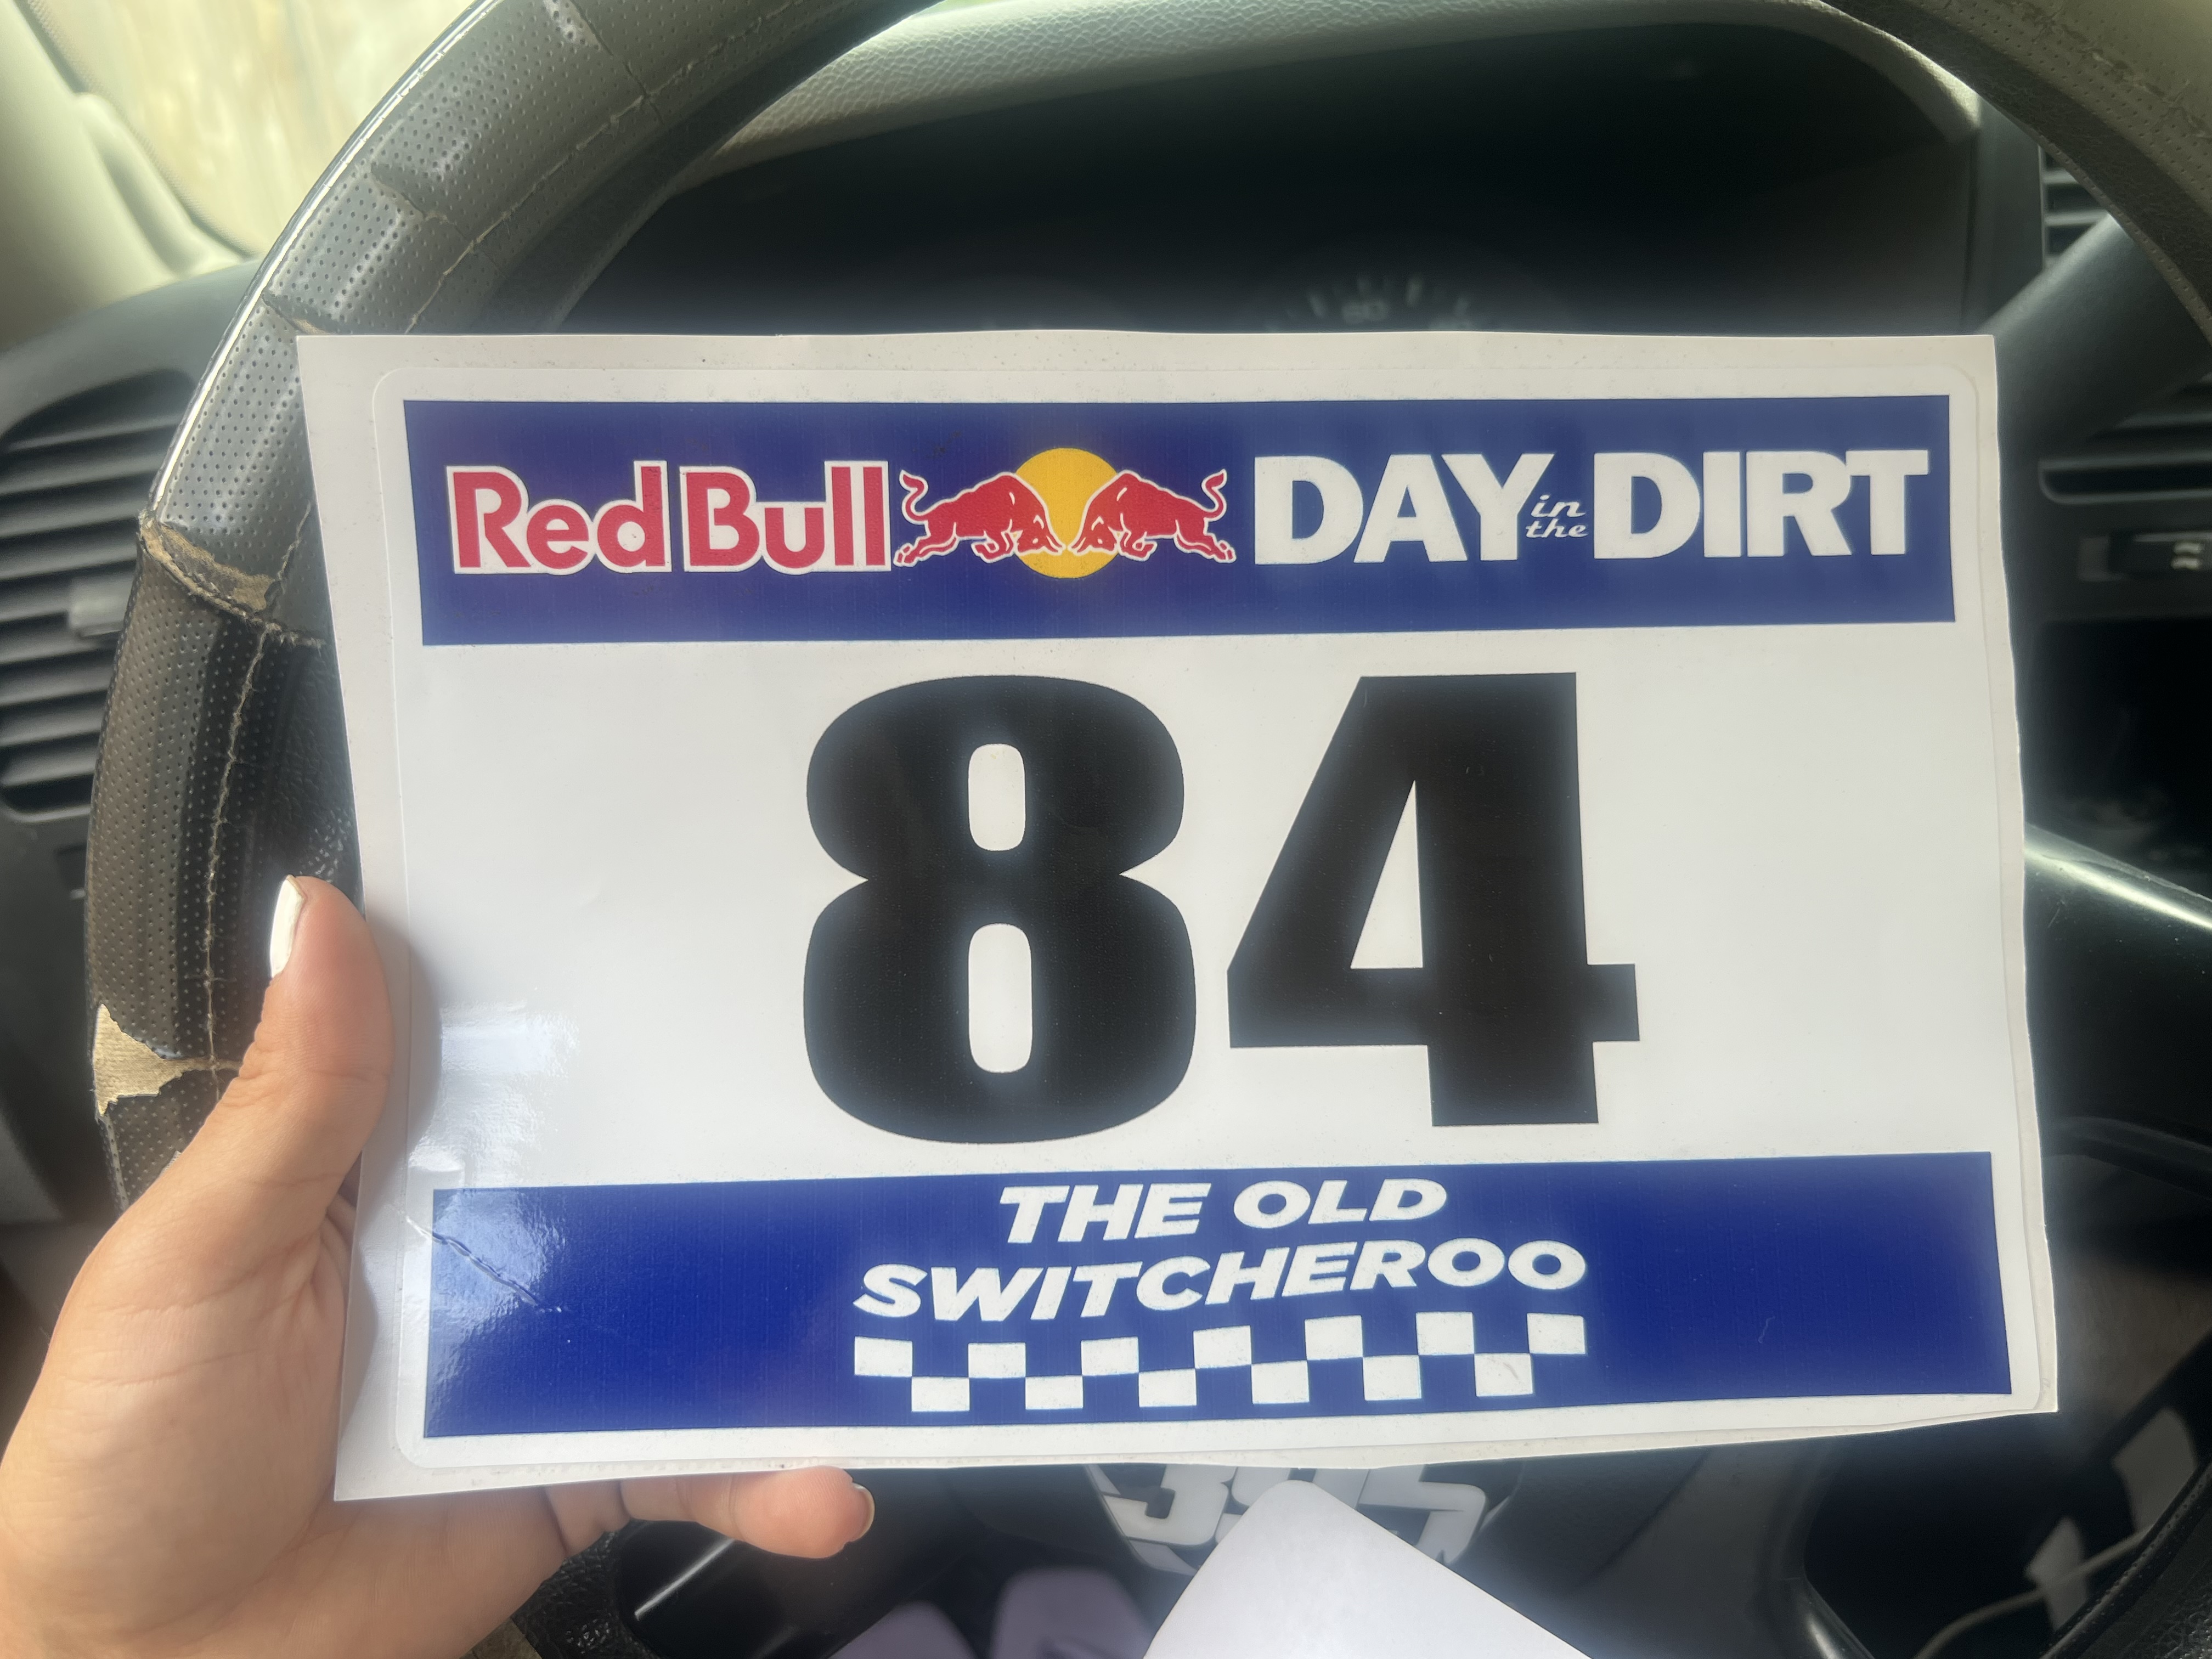 Red Bull DAY in the DIRT
84
THE OLD
SWITCHEROO